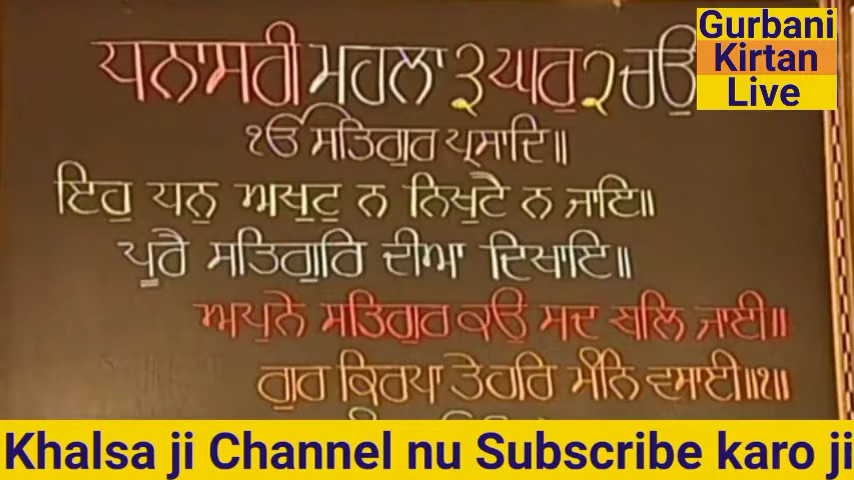 Gurbani
Kirtan
Live
ਧਨਾਸਰੀ ਮਹਲਾ ੩ ਘਰੁ ੨ ਚਉ
ੴ ਸਤਿਗੁਰ ਪ੍ਰਸਾਦਿ॥
ਇਹੁ ਧਨੁ ਅਖੁਟੁ ਨ ਨਿਖੁਟੈ ਨ ਜਾਇ॥
ਪੂਰੈ ਸਤਿਗੁਰਿ ਦੀਆ ਦਿਖਾਇ॥
ਅਪੁਨੇ ਸਤਿਗੁਰ ਕਉ ਸਦ ਬਲਿ ਜਾਈ॥
ਗੁਰ ਕਿਰਪਾ ਤੇ ਹਰਿ ਮੰਨਿ ਵਸਾਈ॥੧॥
Khalsa ji Channel nu Subscribe karo ji